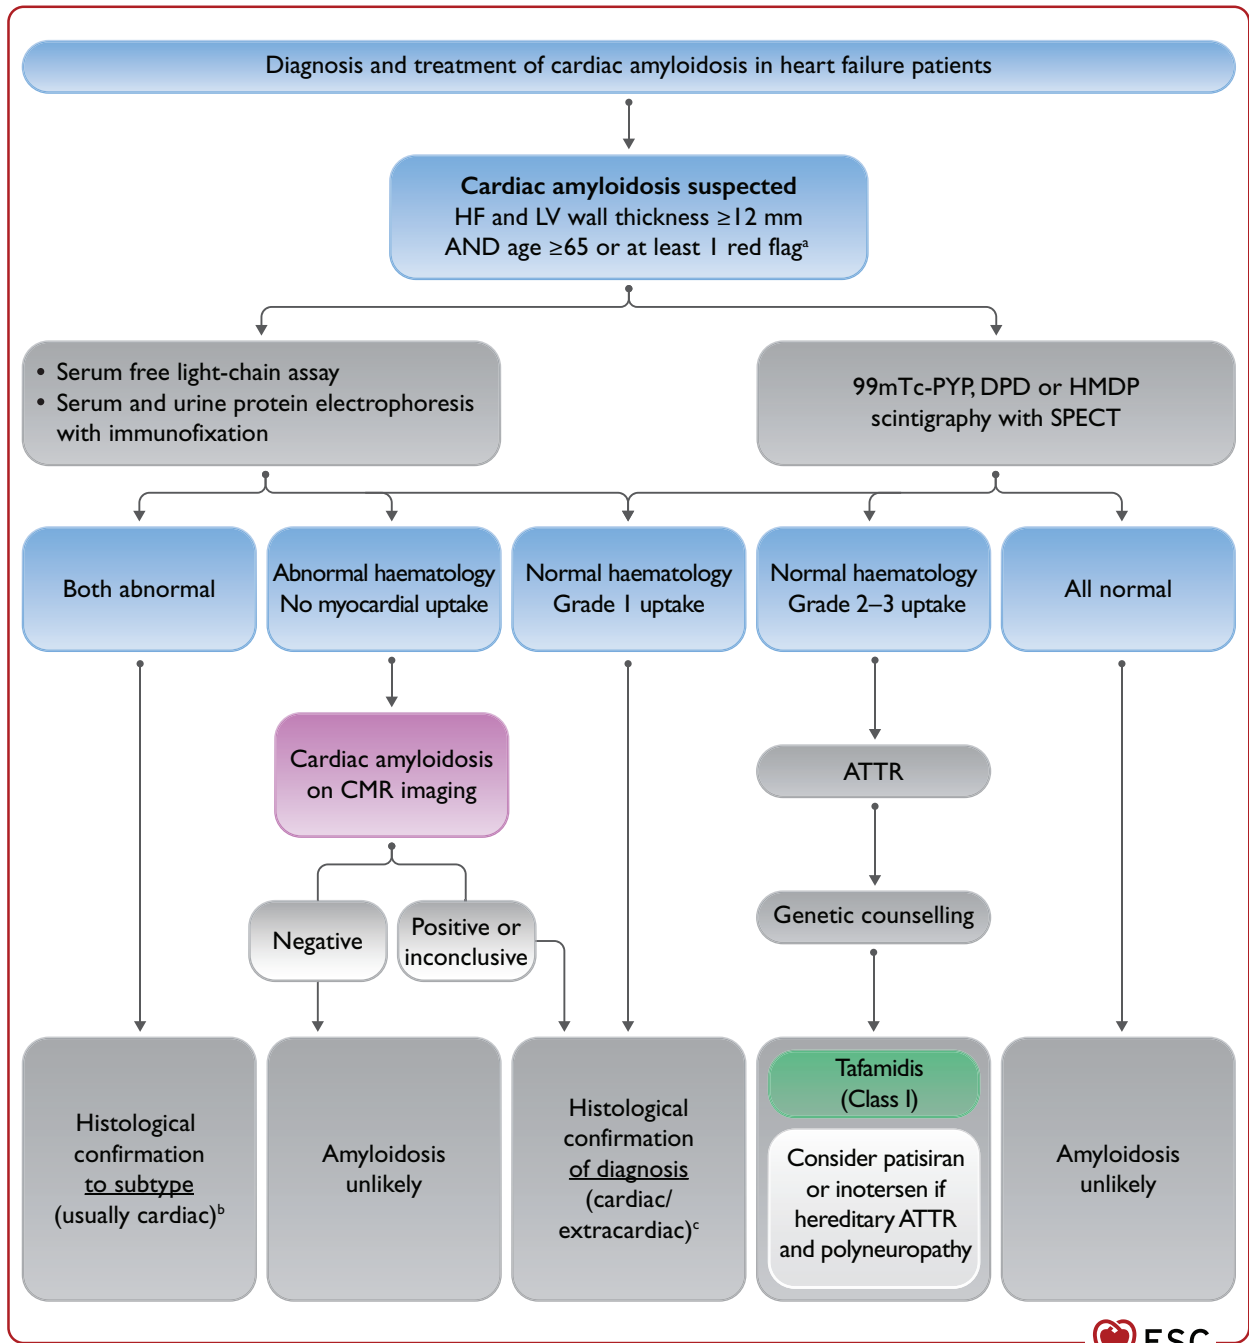 Diagnosis and treatment of cardiac amyloidosis in heart failure patients
Cardiac amyloidosis suspected
HF and LV wall thickness ≥12 mm
AND age ≥65 or at least 1 red flagᵃ
• Serum free light-chain assay
• Serum and urine protein electrophoresis
with immunofixation
99mTc-PYP, DPD or HMDP
scintigraphy with SPECT
Both abnormal
Abnormal haematology
No myocardial uptake
Normal haematology
Grade 1 uptake
Normal haematology
Grade 2–3 uptake
All normal
Cardiac amyloidosis
on CMR imaging
ATTR
Negative
Positive or
inconclusive
Genetic counselling
Histological
confirmation
to subtype
(usually cardiac)ᵇ
Amyloidosis
unlikely
Histological
confirmation
of diagnosis
(cardiac/
extracardiac)ᶜ
Tafamidis
(Class I)
Consider patisiran
or inotersen if
hereditary ATTR
and polyneuropathy
Amyloidosis
unlikely
ESC